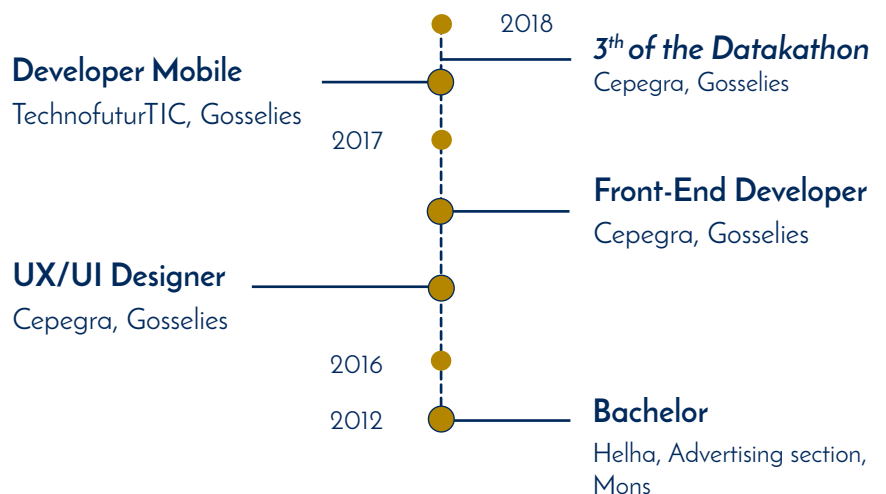 2018
3th of the Datakathon
Cepegra, Gosselies
Developer Mobile
TechnofuturTIC, Gosselies
2017
Front-End Developer
Cepegra, Gosselies
UX/UI Designer
Cepegra, Gosselies
2016
2012
Bachelor
Helha, Advertising section,
Mons